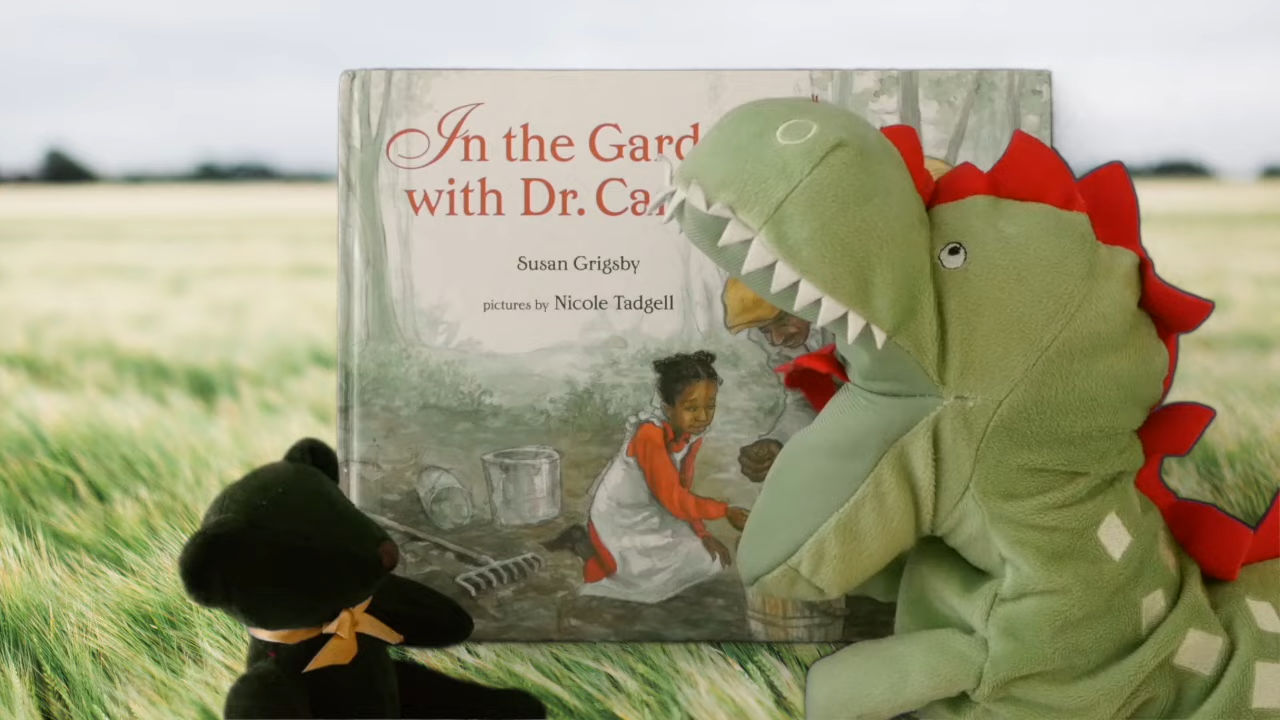 In the Gard
with Dr. Ca
Susan Grigsby
pictures by Nicole Tadgell